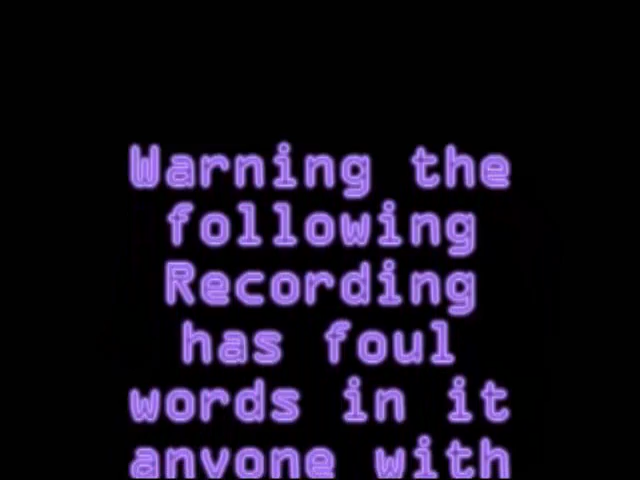 Warning the
following
Recording
has foul
words in it
anyone with